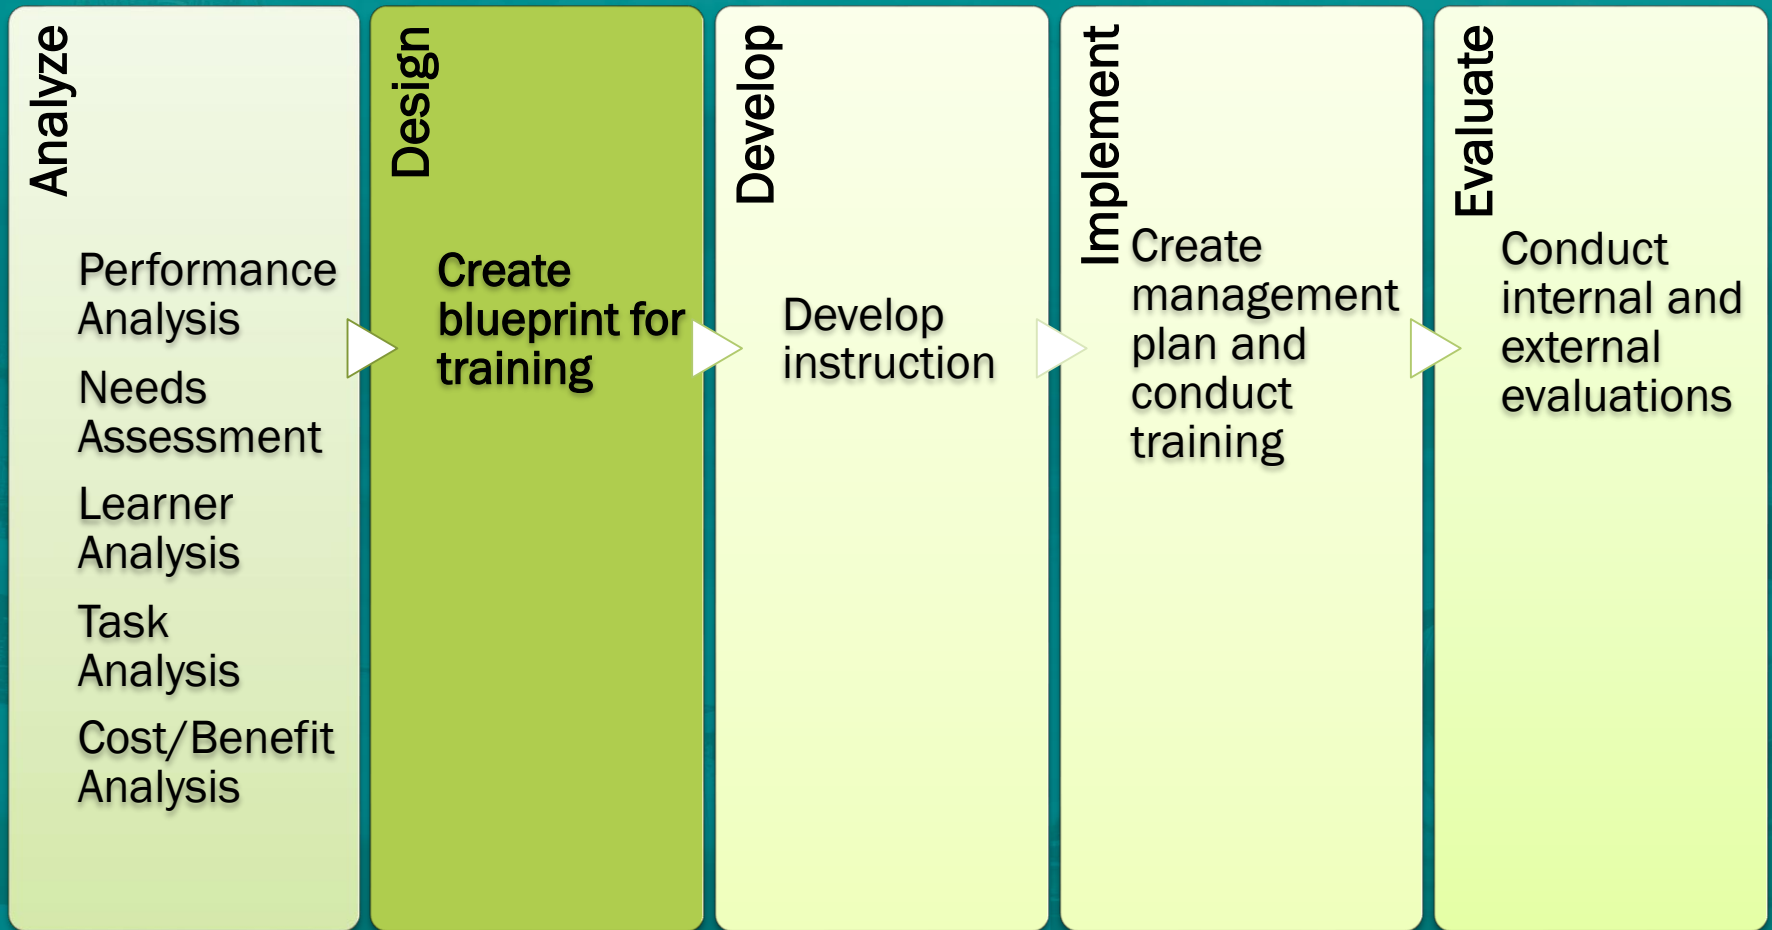 Analyze
Performance
Analysis
Needs
Assessment
Learner
Analysis
Task
Analysis
Cost/Benefit
Analysis
Design
Create
blueprint for
training
Develop
Develop
instruction
Implement
Create
management
plan and
conduct
training
Evaluate
Conduct
internal and
external
evaluations